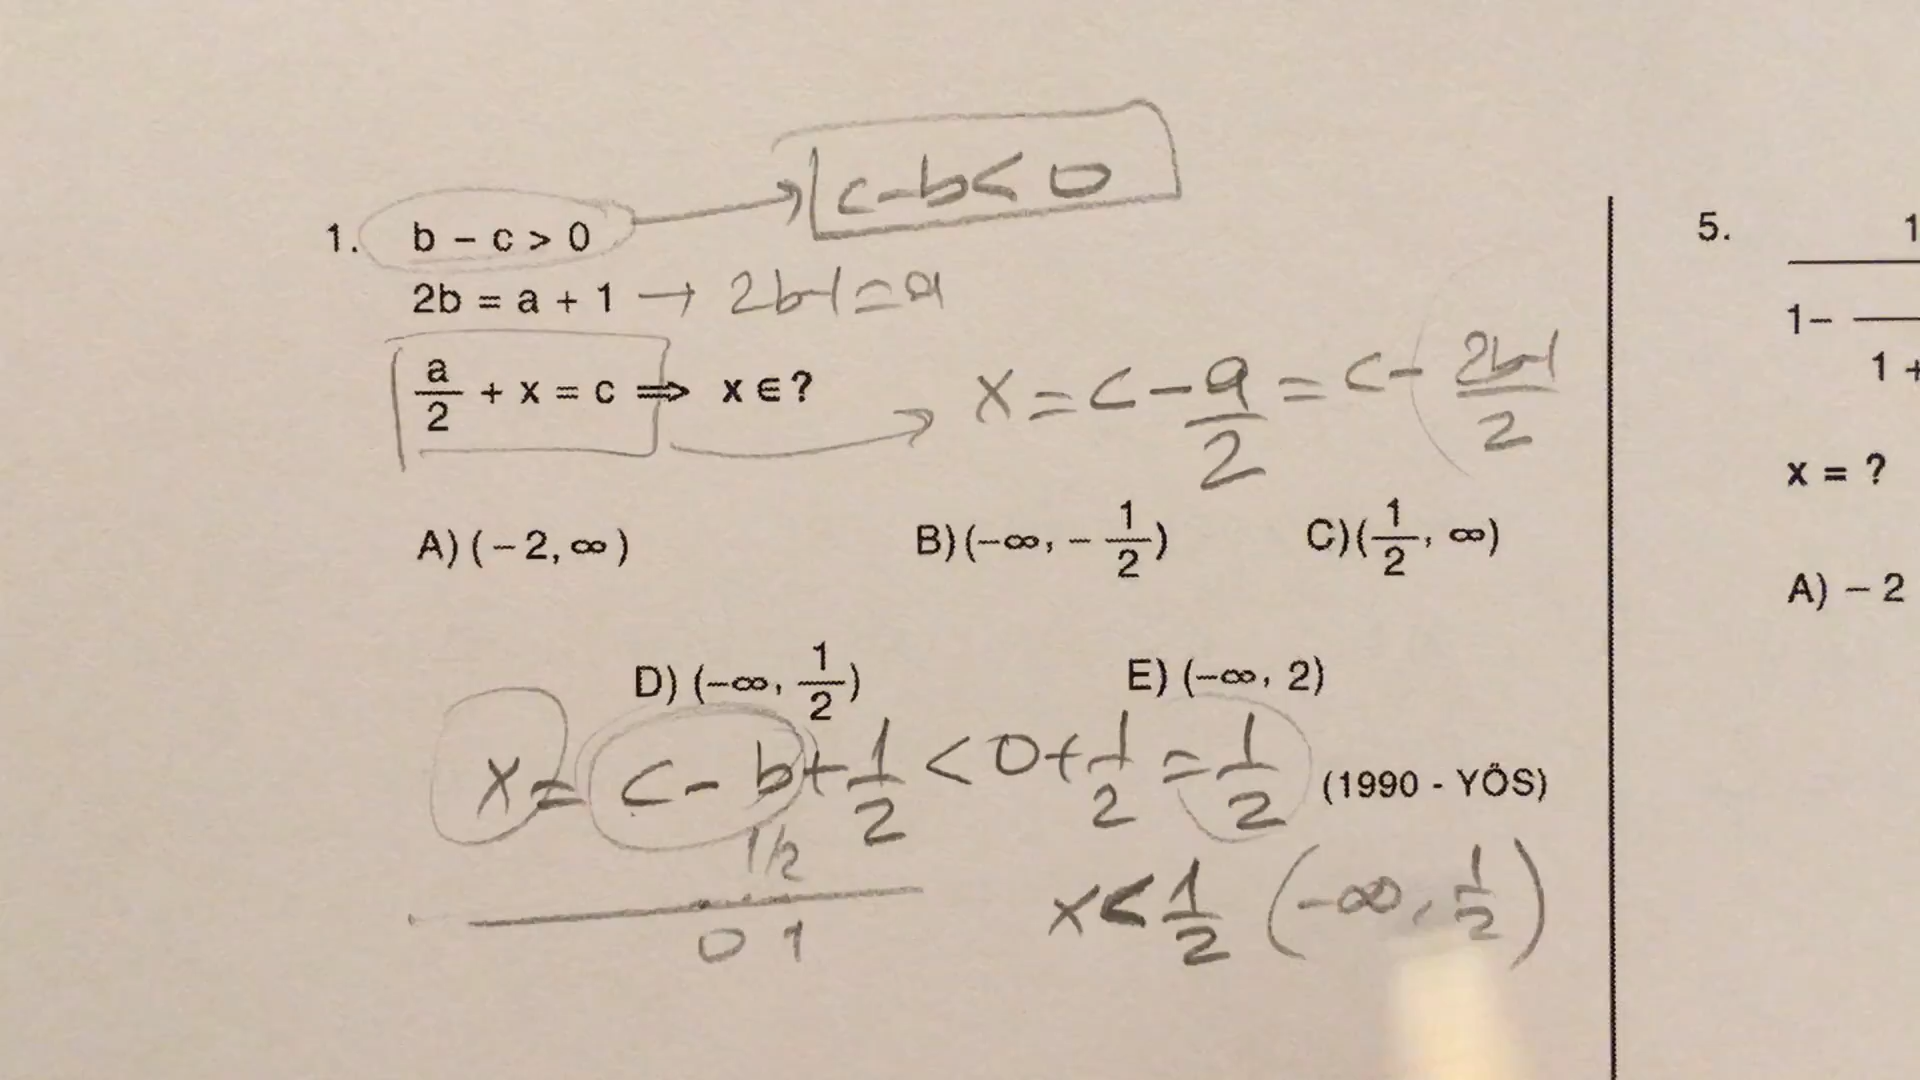 c-b<0
1. b − c > 0
2b = a + 1 → 2b-1=a
a/2 + x = c ⇒ x ∈ ?
x = c - a/2 = c - 2b-1/2
A) (− 2, ∞ )
B) (−∞, − 1/2)
C) (1/2, ∞)
D) (−∞, 1/2)
E) (−∞, 2)
x = c - b + 1/2 < 0 + 1/2 = 1/2
(1990 - YÖS)
1/2
0 1
x < 1/2 (-∞, 1/2)
5.
1
1−
1 +
x = ?
A) − 2